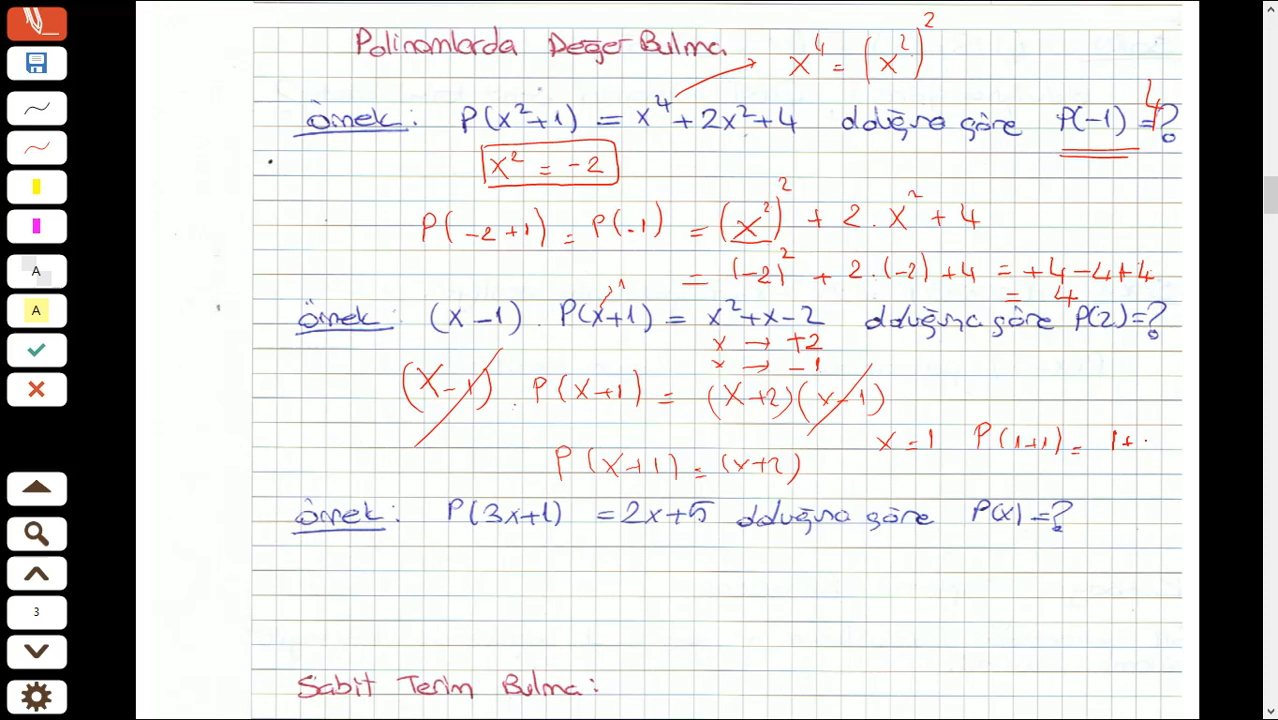 Polinomlarda Değer Bulma
x⁴ = (x²)²
Örnek: P(x²+1) = x⁴+2x²+4 olduğuna göre P(-1) =? 4
x² = -2
P(-2+1) = P(-1) = (x²)² + 2.x² + 4
= (-2)² + 2.(-2) +4 = +4-4+4
= 4
1
Örnek: (x-1). P(x+1) = x²+x-2 olduğuna göre P(2)=?
x → +2
x → -1
(x-1). P(x+1) = (x+2)(x-1)
x=1 P(1+1) = 1+
P(x+1) = (x+2)
Örnek: P(3x+1) = 2x+5 olduğuna göre P(x) =?
A
A
3
Sabit Terim Bulma: